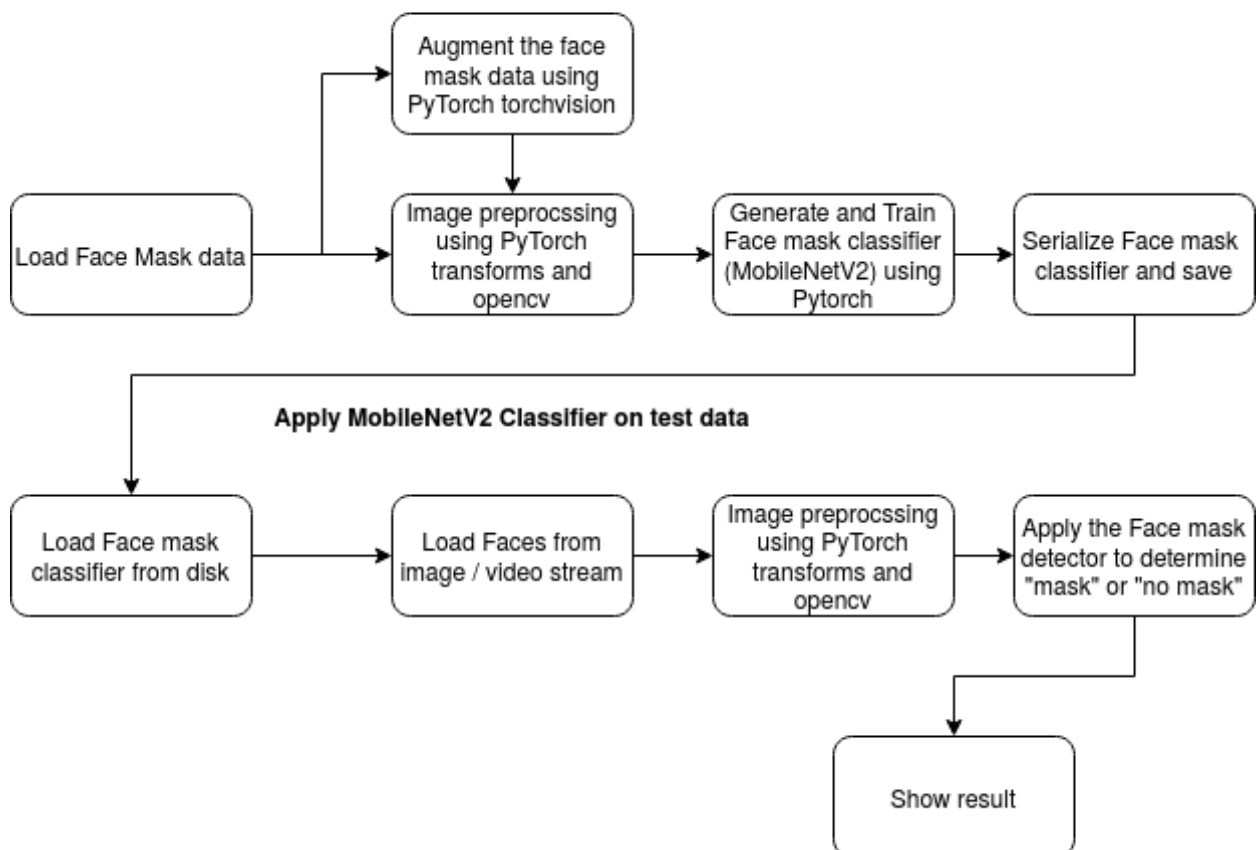 Augment the face
mask data using
PyTorch torchvision
Load Face Mask data
Image preprocssing
using PyTorch
transforms and
opencv
Generate and Train
Face mask classifier
(MobileNetV2) using
Pytorch
Serialize Face mask
classifier and save
Apply MobileNetV2 Classifier on test data
Load Face mask
classifier from disk
Load Faces from
image / video stream
Image preprocssing
using PyTorch
transforms and
opencv
Apply the Face mask
detector to determine
"mask" or "no mask"
Show result